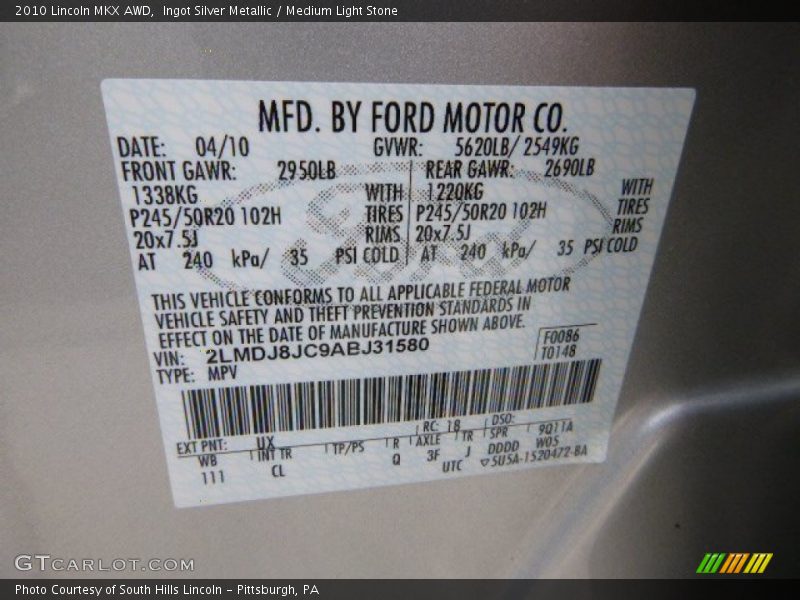 2010 Lincoln MKX AWD,  Ingot Silver Metallic / Medium Light Stone
MFD. BY FORD MOTOR CO.
DATE: 04/10 GVWR: 5620LB/ 2549KG
FRONT GAWR: 2950LB REAR GAWR: 2690LB
1338KG WITH 1220KG WITH
P245/50R20 102H TIRES P245/50R20 102H TIRES
20x7.5J RIMS 20x7.5J RIMS
AT 240 kPa/ 35 PSI COLD AT 240 kPa/ 35 PSI COLD
THIS VEHICLE CONFORMS TO ALL APPLICABLE FEDERAL MOTOR
VEHICLE SAFETY AND THEFT PREVENTION STANDARDS IN
EFFECT ON THE DATE OF MANUFACTURE SHOWN ABOVE.
VIN: 2LMDJ8JC9ABJ31580 F0086
TYPE: MPV T0148
EXT PNT: UX RC: 18 DSO:
WB INT TR TP/PS R AXLE TR SPR 9Q11A
111 CL Q 3F J DDDD W05
UTC ▽5U5A-1520472-BA
GTCARLOT.COM
Photo Courtesy of South Hills Lincoln - Pittsburgh, PA